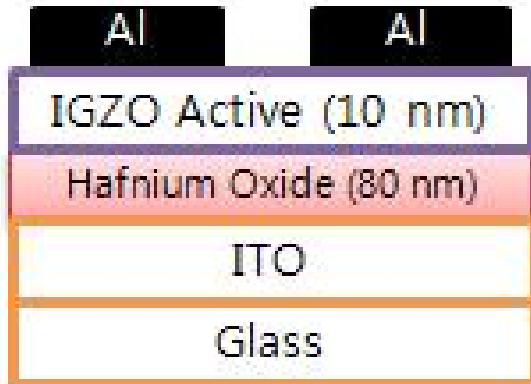 Al Al
IGZO Active (10 nm)
Hafnium Oxide (80 nm)
ITO
Glass